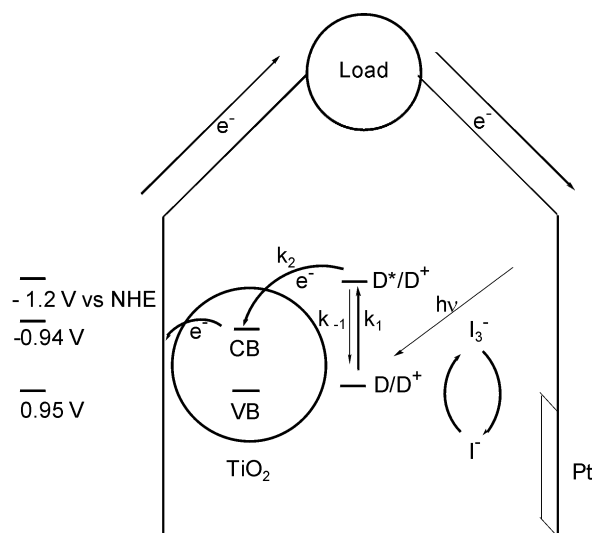 Load
e⁻
e⁻
k₂
e⁻
D*/D⁺
- 1.2 V vs NHE
hν
-0.94 V
e⁻
CB
k ₋₁
k₁
I₃⁻
D/D⁺
0.95 V
VB
I⁻
TiO₂
Pt